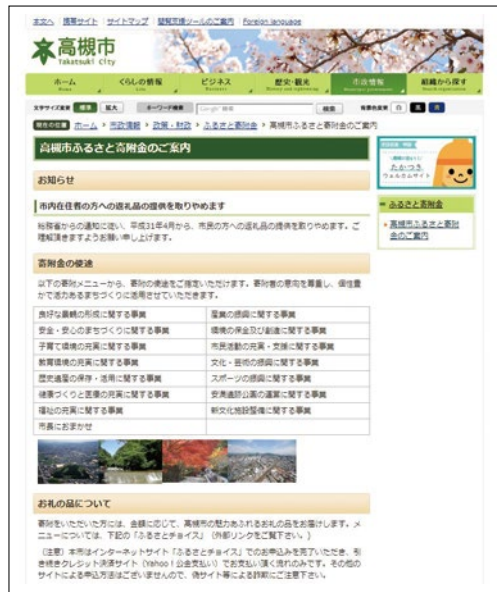 本文へ | 携帯サイト | サイトマップ | 閲覧支援ツールのご案内 | Foreign language
高槻市
Takatsuki City
ホーム くらしの情報 ビジネス 歴史・観光 市政情報 組織から探す
文字サイズ変更 標準 拡大 キーワード検索 Google 検索 検索 背景色変更 白 黒 青
現在の位置 ホーム 市政情報 政策・財政 ふるさと寄附金 高槻市ふるさと寄附金のご案内
高槻市ふるさと寄附金のご案内
たかつき
ウェルカムサイト
お知らせ
市内在住者の方への返礼品の提供を取りやめます
ふるさと寄附金
高槻市ふるさと寄附
金のご案内
総務省からの通知に従い、平成31年4月から、市民の方への返礼品の提供を取りやめます。ご
理解頂きますようお願い申し上げます。
寄附金の使途
以下の寄附メニューから、寄附の使途をご指定いただけます。寄附者の意向を尊重し、個性豊
かで活力あるまちづくりに活用させていただきます。
良好な景観の形成に関する事業 産業の振興に関する事業
安全・安心のまちづくりに関する事業 環境の保全及び創造に関する事業
子育て環境の充実に関する事業 市民活動の充実・支援に関する事業
教育環境の充実に関する事業 文化・芸術の振興に関する事業
歴史遺産の保存・活用に関する事業 スポーツの振興に関する事業
健康づくりと医療の充実に関する事業 安満遺跡公園の運営に関する事業
福祉の充実に関する事業 新文化施設整備に関する事業
市長におまかせ
お礼の品について
寄附をいただいた方には、金額に応じて、高槻市の魅力あふれるお礼の品をお届けします。メ
ニューについては、下記の「ふるさとチョイス」（外部リンクをご覧下さい。)
（注意）本市はインターネットサイト「ふるさとチョイス」でのお申込みを完了いただき、引
き続きクレジット決済サイト（Yahoo！公金支払い）でお支払い頂く流れのみです。その他の
サイトによる申込方法はございませんので、偽サイト等による詐欺にご注意下さい。